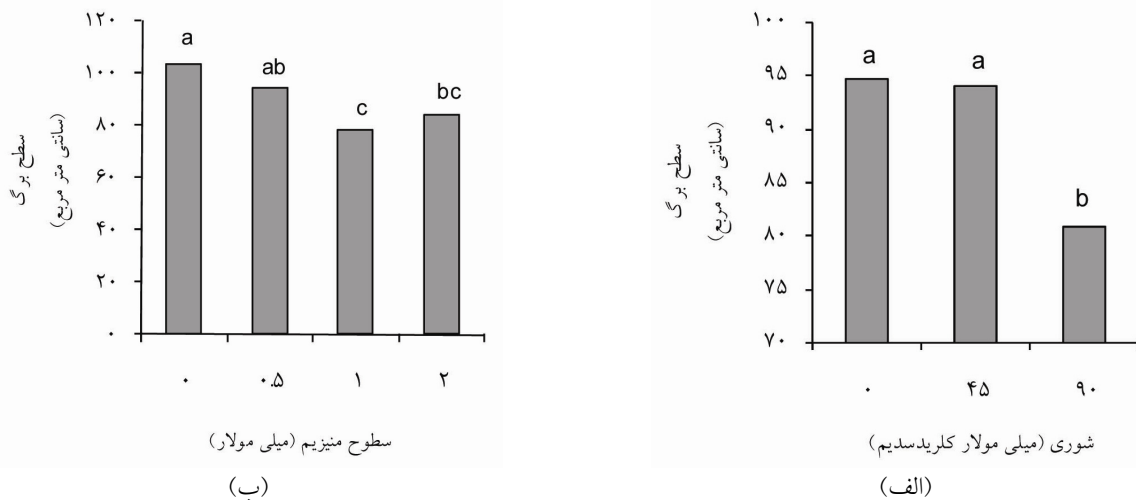 ۱۰۰
۹۵
۹۰
۸۵
۸۰
۷۵
۷۰
a
a
b
۰
۴۵
۹۰
سطح برگ
(سانتی متر مربع)
شوری (میلی مولار کلریدسدیم)
(الف)
۱۲۰
۱۰۰
۸۰
۶۰
۴۰
۲۰
۰
a
ab
c
bc
۰
۰.۵
۱
۲
سطح برگ
(سانتی متر مربع)
سطوح منیزیم (میلی مولار)
(ب)